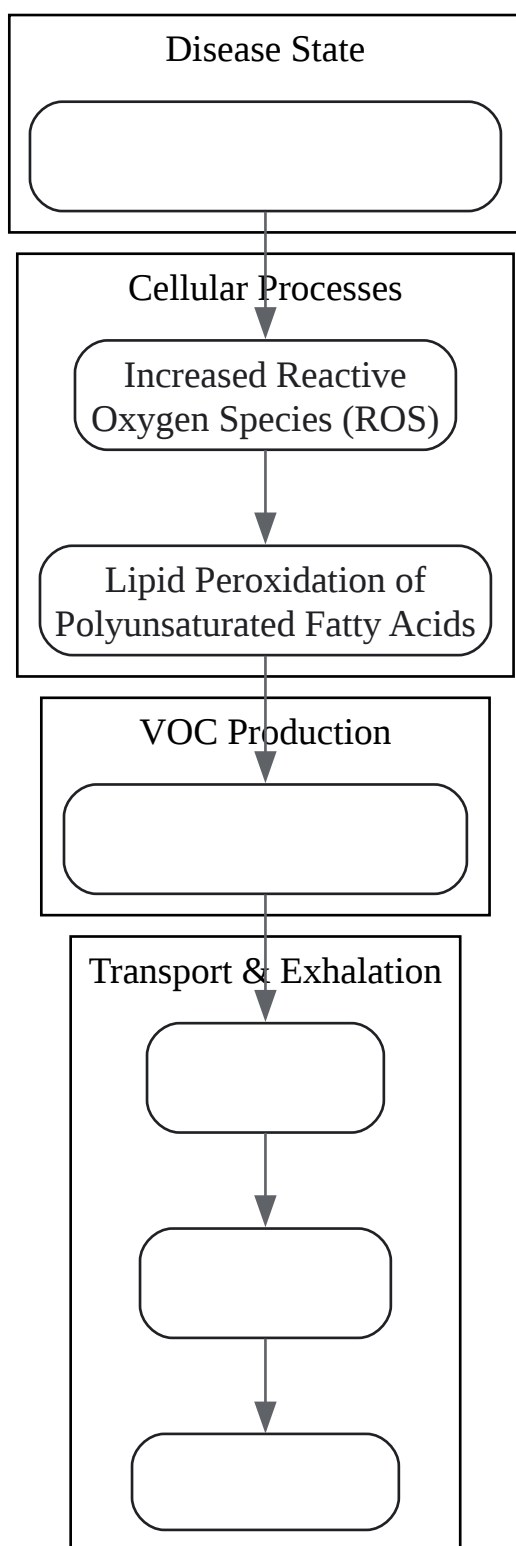 Disease State
Cellular Processes
Increased Reactive
Oxygen Species (ROS)
Lipid Peroxidation of
Polyunsaturated Fatty Acids
VOC Production
Transport & Exhalation